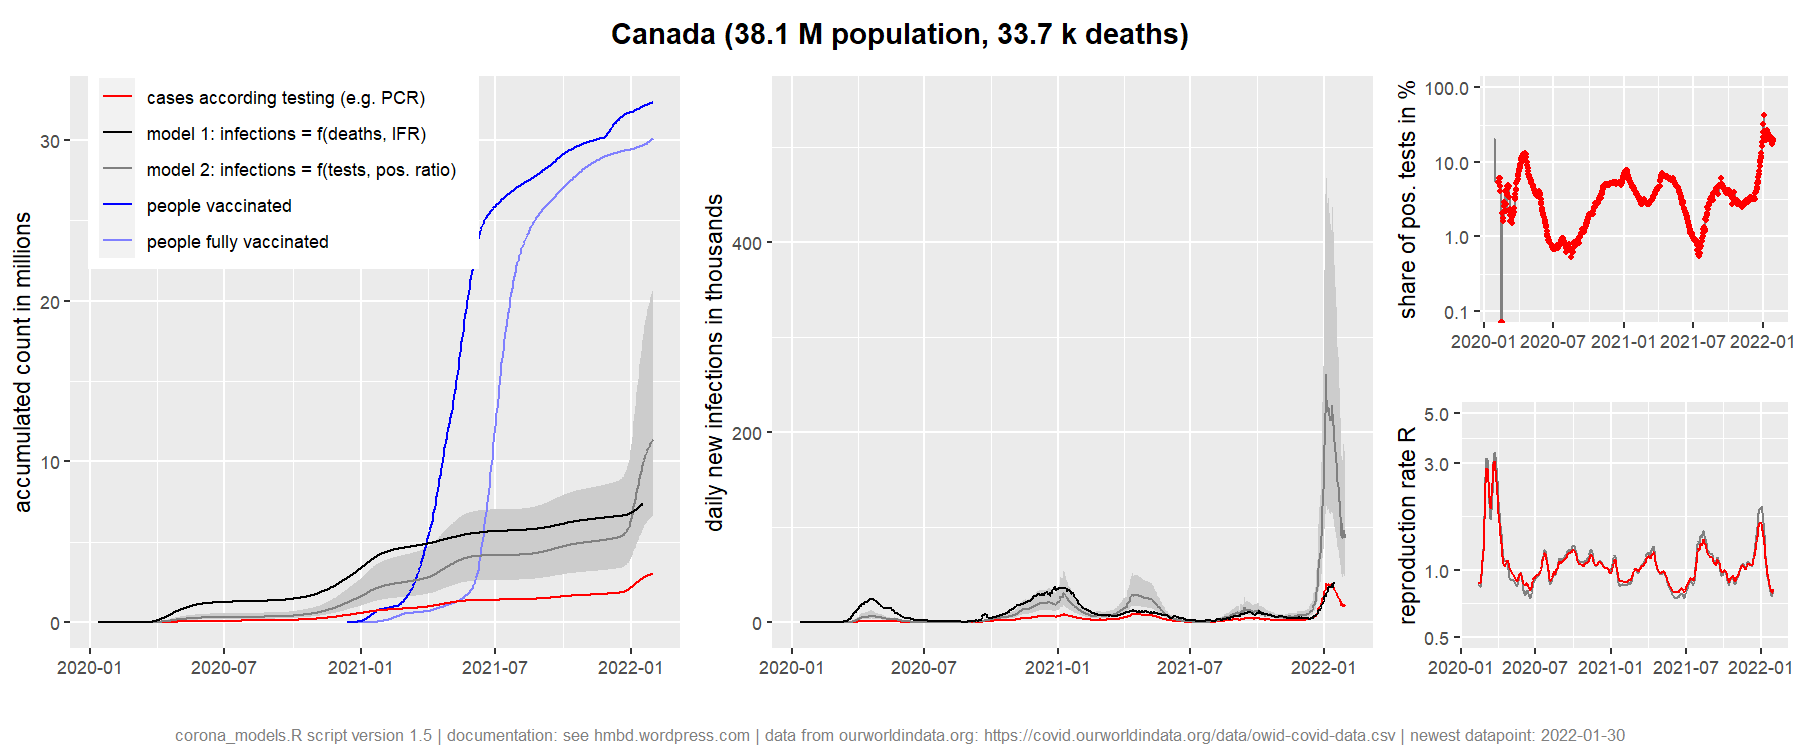 Canada (38.1 M population, 33.7 k deaths)
accumulated count in millions
30
20
10
0
cases according testing (e.g. PCR)
model 1: infections = f(deaths, IFR)
model 2: infections = f(tests, pos. ratio)
people vaccinated
people fully vaccinated
2020-01 2020-07 2021-01 2021-07 2022-01
daily new infections in thousands
400
200
0
2020-01 2020-07 2021-01 2021-07 2022-01
share of pos. tests in %
100.0
10.0
1.0
0.1
2020-01 2020-07 2021-01 2021-07 2022-01
reproduction rate R
5.0
3.0
1.0
0.5
2020-01 2020-07 2021-01 2021-07 2022-01
corona_models.R script version 1.5 | documentation: see hmbd.wordpress.com | data from ourworldindata.org: https://covid.ourworldindata.org/data/owid-covid-data.csv | newest datapoint: 2022-01-30